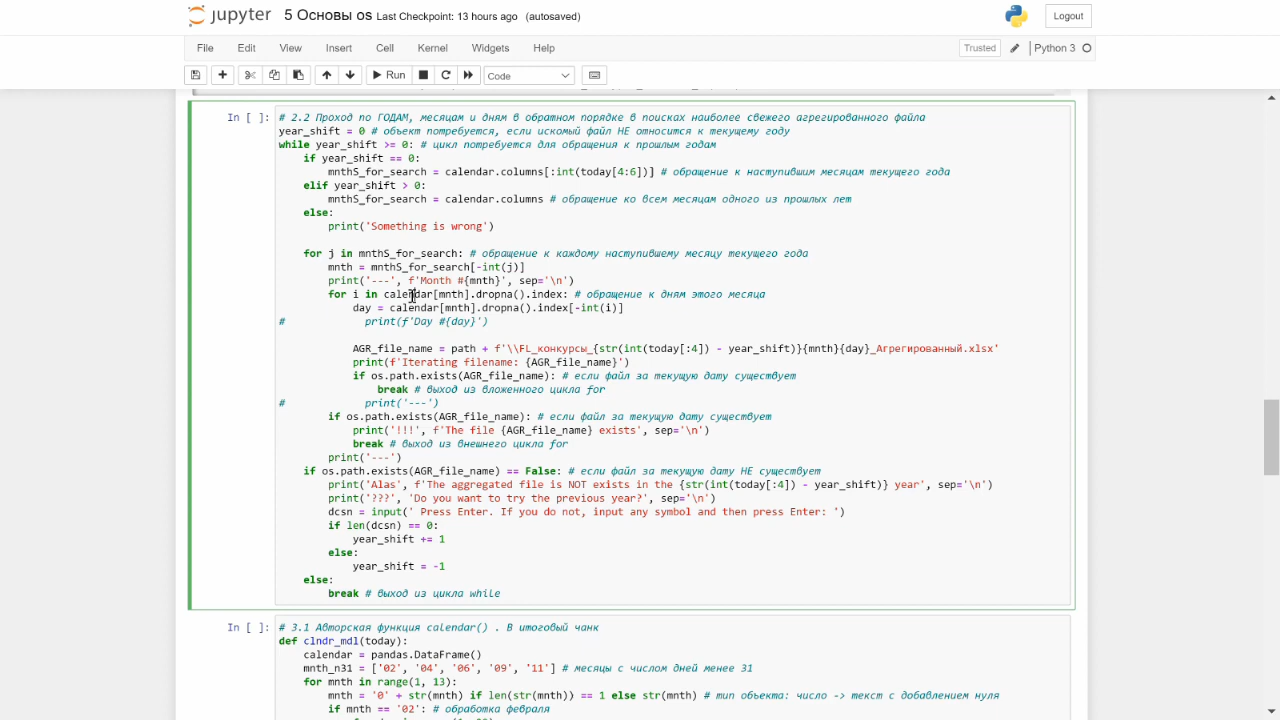 jupyter 5 Основы os Last Checkpoint: 13 hours ago (autosaved) Logout
File Edit View Insert Cell Kernel Widgets Help Trusted Python 3
Run Code
In [ ]:
# 2.2 Проход по ГОДАМ, месяцам и дням в обратном порядке в поисках наиболее свежего агрегированного файла
year_shift = 0 # объект потребуется, если искомый файл НЕ относится к текущему году
while year_shift >= 0: # цикл потребуется для обращения к прошлым годам
    if year_shift == 0:
        mnthS_for_search = calendar.columns[:int(today[4:6])] # обращение к наступившим месяцам текущего года
    elif year_shift > 0:
        mnthS_for_search = calendar.columns # обращение ко всем месяцам одного из прошлых лет
    else:
        print('Something is wrong')
    for j in mnthS_for_search: # обращение к каждому наступившему месяцу текущего года
        mnth = mnthS_for_search[-int(j)]
        print('---', f'Month #{mnth}', sep='\n')
        for i in calendar[mnth].dropna().index: # обращение к дням этого месяца
            day = calendar[mnth].dropna().index[-int(i)]
#             print(f'Day #{day}')
            AGR_file_name = path + f'\\FL_конкурсы_{str(int(today[:4]) - year_shift)}{mnth}{day}_Агрегированный.xlsx'
            print(f'Iterating filename: {AGR_file_name}')
            if os.path.exists(AGR_file_name): # если файл за текущую дату существует
                break # выход из вложенного цикла for
#             print('---')
        if os.path.exists(AGR_file_name): # если файл за текущую дату существует
            print('!!!', f'The file {AGR_file_name} exists', sep='\n')
            break # выход из внешнего цикла for
        print('---')
    if os.path.exists(AGR_file_name) == False: # если файл за текущую дату НЕ существует
        print('Alas', f'The aggregated file is NOT exists in the {str(int(today[:4]) - year_shift)} year', sep='\n')
        print('???', 'Do you want to try the previous year?', sep='\n')
        dcsn = input(' Press Enter. If you do not, input any symbol and then press Enter: ')
        if len(dcsn) == 0:
            year_shift += 1
        else:
            year_shift = -1
    else:
        break # выход из цикла while
In [ ]:
# 3.1 Авторская функция calendar() . В итоговый чанк
def clndr_mdl(today):
    calendar = pandas.DataFrame()
    mnth_n31 = ['02', '04', '06', '09', '11'] # месяцы с числом дней менее 31
    for mnth in range(1, 13):
        mnth = '0' + str(mnth) if len(str(mnth)) == 1 else str(mnth) # тип объекта: число -> текст с добавлением нуля
        if mnth == '02': # обработка февраля